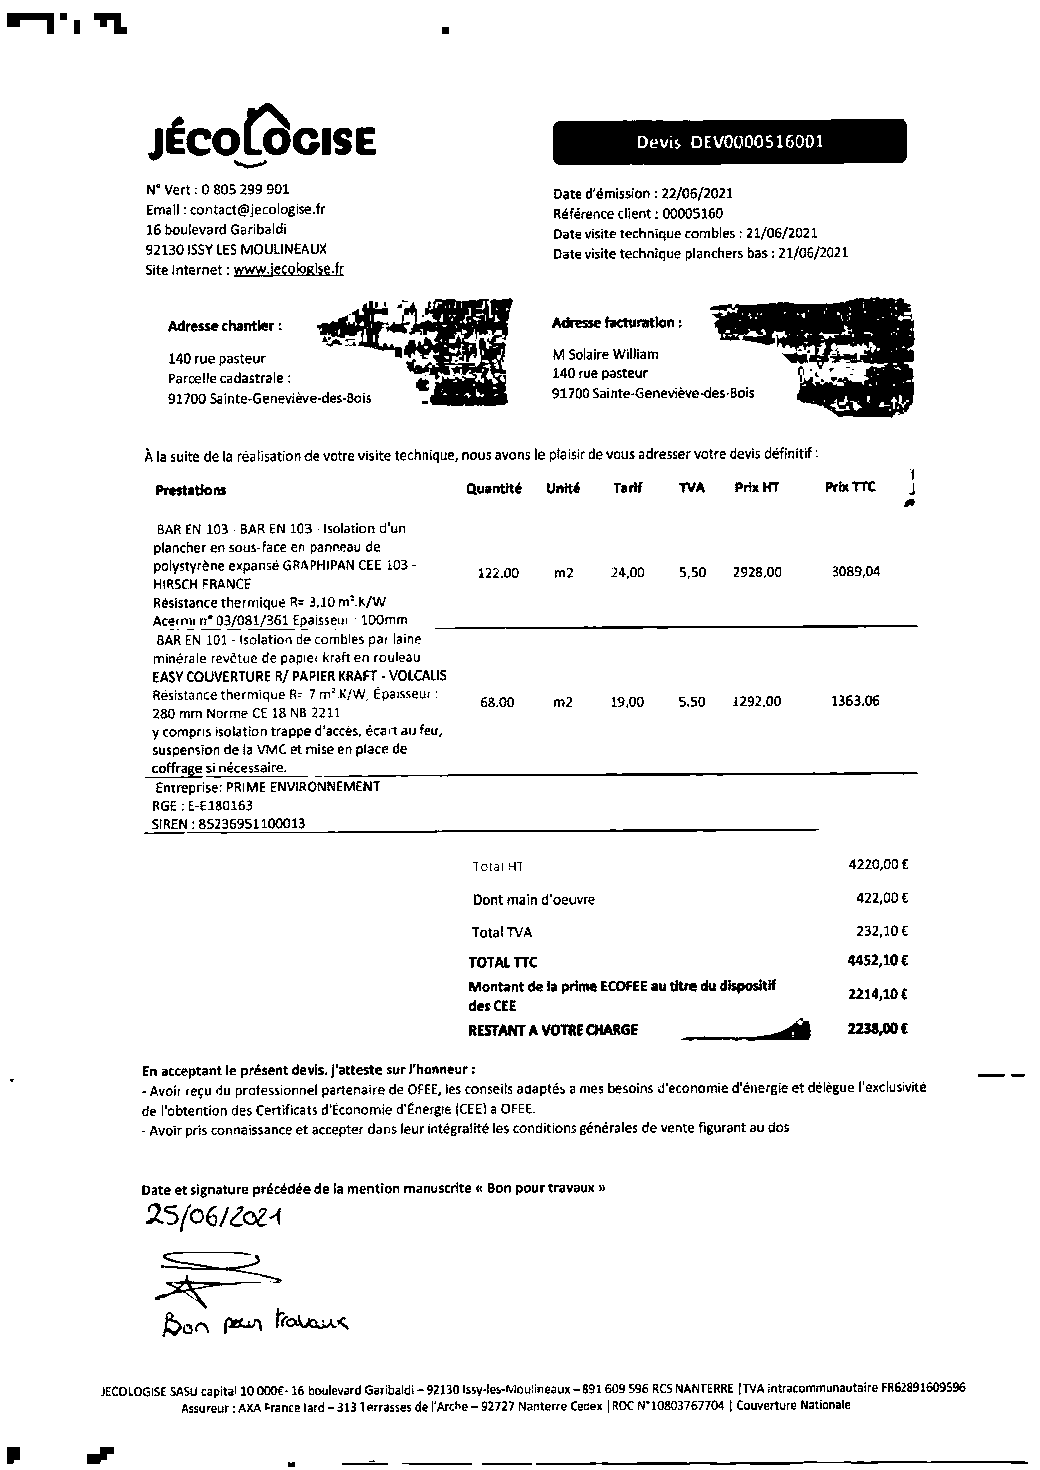 JÉCOLOGISE
Devis DEV0000516001
N° Vert : 0 805 299 901
Email : contact@jecologise.fr
16 boulevard Garibaldi
92130 ISSY LES MOULINEAUX
Site Internet : www.jecologise.fr
Date d'émission : 22/06/2021
Référence client : 00005160
Date visite technique combles : 21/06/2021
Date visite technique planchers bas : 21/06/2021
Adresse chantier :
140 rue pasteur
Parcelle cadastrale :
91700 Sainte-Geneviève-des-Bois
Adresse facturation :
M Solaire William
140 rue pasteur
91700 Sainte-Geneviève-des-Bois
À la suite de la réalisation de votre visite technique, nous avons le plaisir de vous adresser votre devis définitif :
Prestations Quantité Unité Tarif TVA Prix HT Prix TTC
BAR EN 103 - BAR EN 103 - Isolation d'un
plancher en sous-face en panneau de
polystyrène expansé GRAPHIPAN CEE 103 -
HIRSCH FRANCE
Résistance thermique R= 3,10 m².K/W
Acermi n° 03/081/361 Epaisseur : 100mm
122.00 m2 24,00 5,50 2928,00 3089,04
BAR EN 101 - Isolation de combles par laine
minérale revêtue de papier kraft en rouleau
EASY COUVERTURE R/ PAPIER KRAFT - VOLCALIS
Résistance thermique R= 7 m².K/W, Épaisseur :
280 mm Norme CE 18 NB 2211
y compris isolation trappe d'accès, écart au feu,
suspension de la VMC et mise en place de
coffrage si nécessaire.
68.00 m2 19,00 5.50 1292.00 1363.06
Entreprise: PRIME ENVIRONNEMENT
RGE : E-E180163
SIREN : 85236951100013
Total HT 4220,00 €
Dont main d'oeuvre 422,00 €
Total TVA 232,10 €
TOTAL TTC 4452,10 €
Montant de la prime ECOFEE au titre du dispositif
des CEE 2214,10 €
RESTANT A VOTRE CHARGE 2238,00 €
En acceptant le présent devis, j'atteste sur l'honneur :
- Avoir reçu du professionnel partenaire de OFEE, les conseils adaptés a mes besoins d'economie d'énergie et délègue l'exclusivité
de l'obtention des Certificats d'Économie d'Énergie (CEE) a OFEE.
- Avoir pris connaissance et accepter dans leur intégralité les conditions générales de vente figurant au dos
Date et signature précédée de la mention manuscrite « Bon pour travaux »
25/06/2021
Bon pour travaux
JECOLOGISE SASU capital 10 000€- 16 boulevard Garibaldi – 92130 Issy-les-Moulineaux – 891 609 596 RCS NANTERRE |TVA intracommunautaire FR62891609596
Assureur : AXA France Iard – 313 Terrasses de l'Arche – 92727 Nanterre Cedex | RDC N°10803767704 | Couverture Nationale